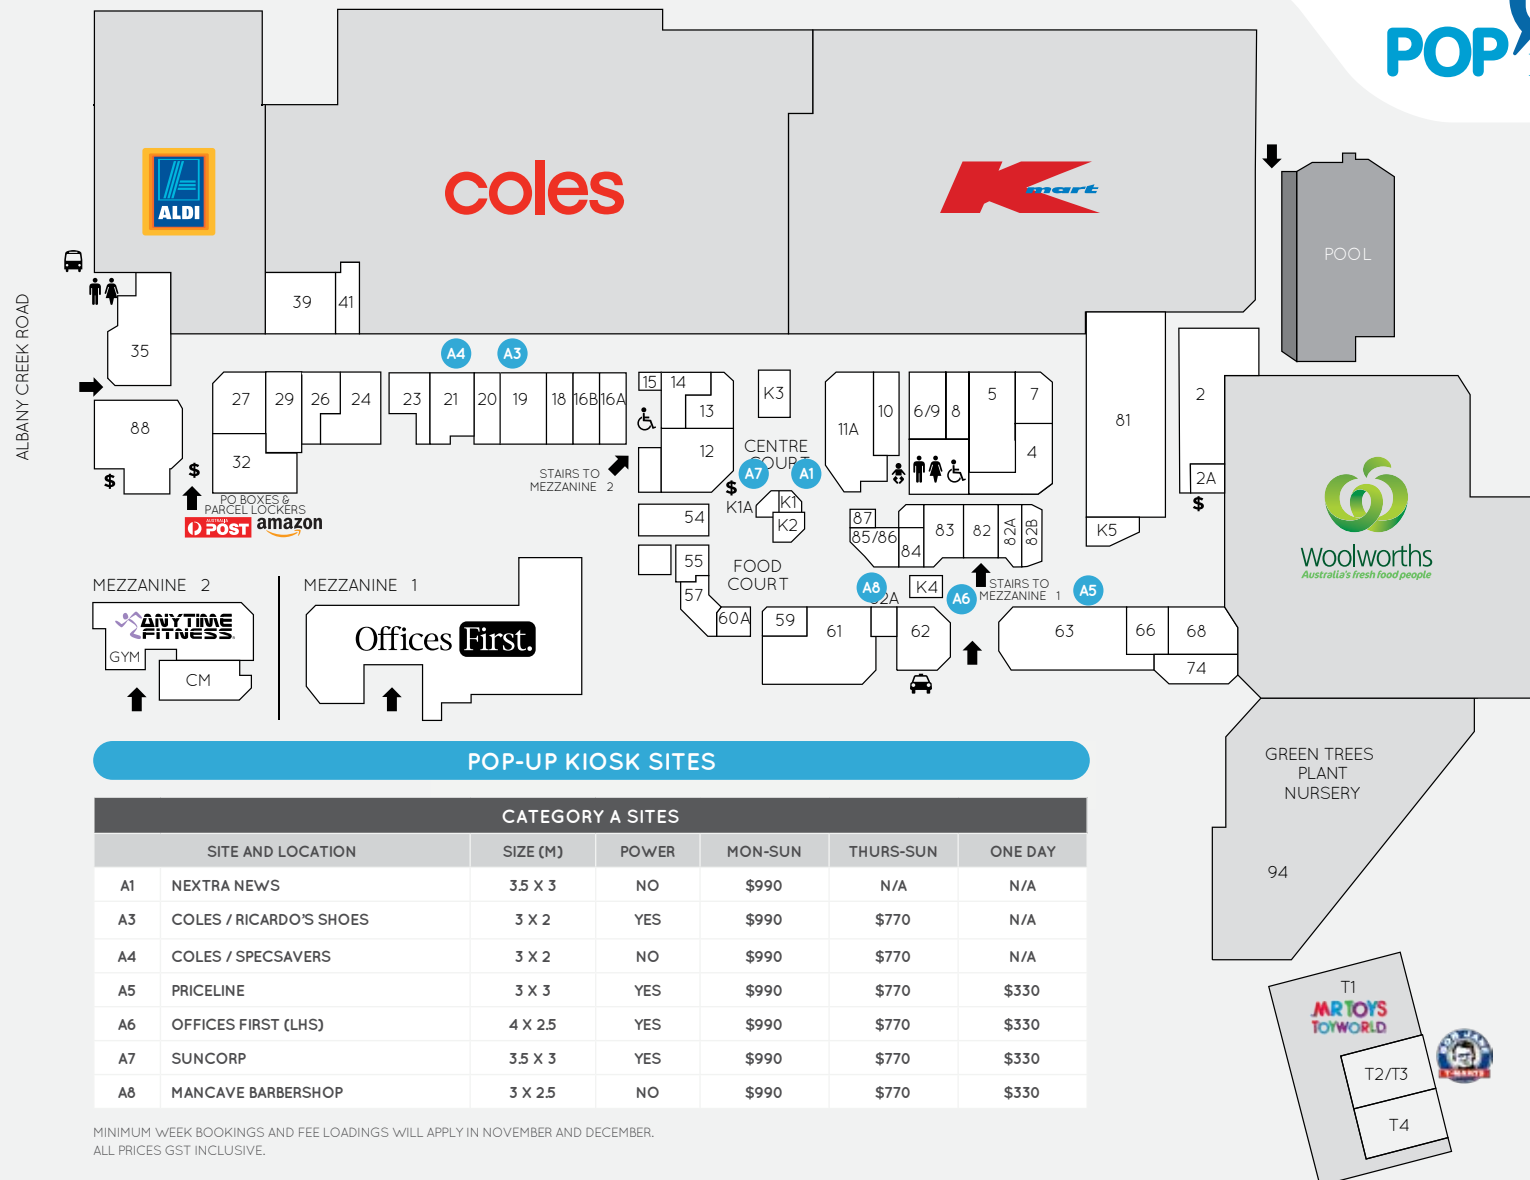 POP
ALDI
coles
Kmart
POOL
ALBANY CREEK ROAD
39
41
35
A4
A3
27
29
26
24
23
21
20
19
18
16B
16A
15
14
13
12
K3
11A
10
6/9
8
5
7
4
81
2
2A
$
88
$
32
$
PO BOXES &
PARCEL LOCKERS
AUSTRALIA
POST
amazon
STAIRS TO
MEZZANINE 2
CENTRE
COURT
A7
A1
$
K1A
K1
K2
54
55
57
60A
FOOD
COURT
87
85/86
84
83
82
82A
82B
K5
Woolworths
Australia's fresh food people
A8
62A
K4
A6
STAIRS TO
MEZZANINE 1
A5
59
61
62
63
66
68
74
MEZZANINE 2
ANYTIME
FITNESS
GYM
CM
MEZZANINE 1
Offices First.
GREEN TREES
PLANT
NURSERY
94
T1
MR TOYS
TOYWORLD
BOB JANE
T-MARTS
T2/T3
T4
POP-UP KIOSK SITES
CATEGORY A SITES
SITE AND LOCATION SIZE (M) POWER MON-SUN THURS-SUN ONE DAY
A1 NEXTRA NEWS 3.5 X 3 NO $990 N/A N/A
A3 COLES / RICARDO'S SHOES 3 X 2 YES $990 $770 N/A
A4 COLES / SPECSAVERS 3 X 2 NO $990 $770 N/A
A5 PRICELINE 3 X 3 YES $990 $770 $330
A6 OFFICES FIRST (LHS) 4 X 2.5 YES $990 $770 $330
A7 SUNCORP 3.5 X 3 YES $990 $770 $330
A8 MANCAVE BARBERSHOP 3 X 2.5 NO $990 $770 $330
MINIMUM WEEK BOOKINGS AND FEE LOADINGS WILL APPLY IN NOVEMBER AND DECEMBER.
ALL PRICES GST INCLUSIVE.